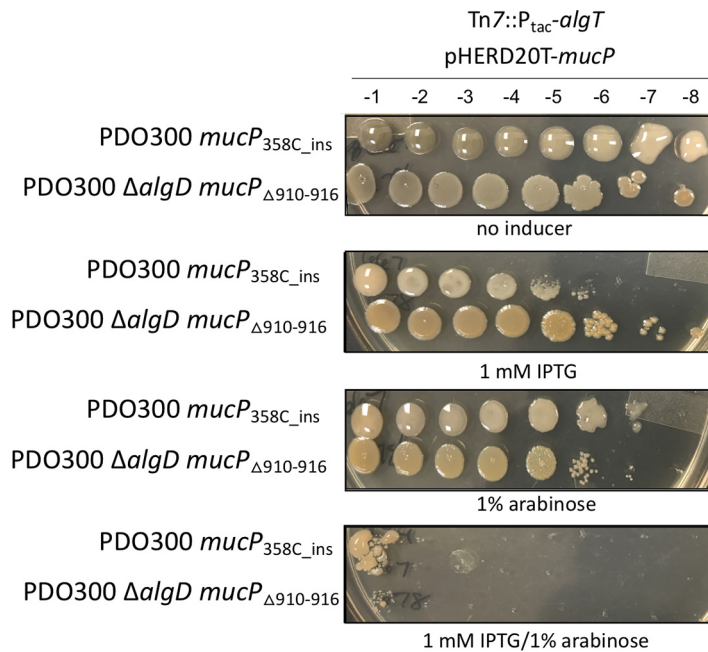 Tn7::Ptac-algT
pHERD20T-mucP
-1 -2 -3 -4 -5 -6 -7 -8
PDO300 mucP358C_ins
PDO300 ΔalgD mucPΔ910-916
no inducer
PDO300 mucP358C_ins
PDO300 ΔalgD mucPΔ910-916
1 mM IPTG
PDO300 mucP358C_ins
PDO300 ΔalgD mucPΔ910-916
1% arabinose
PDO300 mucP358C_ins
PDO300 ΔalgD mucPΔ910-916
1 mM IPTG/1% arabinose